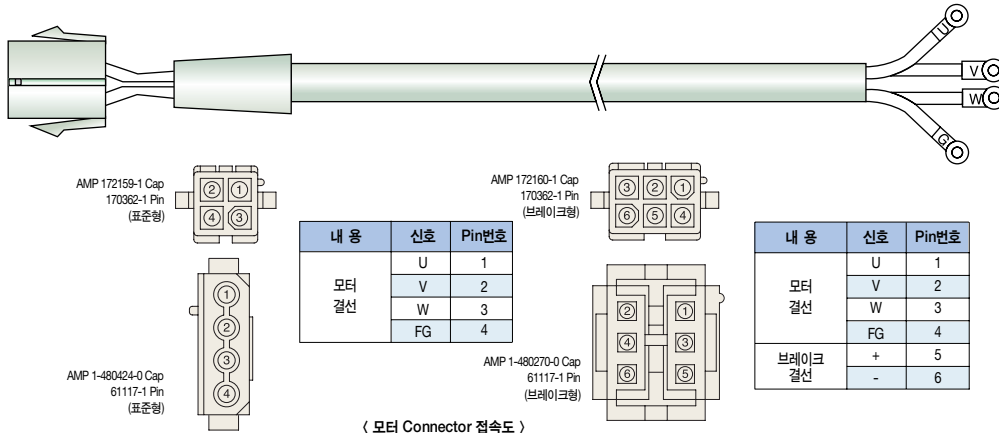 U
V
W
G
AMP 172159-1 Cap
170362-1 Pin
(표준형)
2 1
4 3
AMP 1-480424-0 Cap
61117-1 Pin
(표준형)
1
2
3
4
내 용 신호 Pin번호
모터
결선
U 1
V 2
W 3
FG 4
AMP 172160-1 Cap
170362-1 Pin
(브레이크형)
3 2 1
6 5 4
AMP 1-480270-0 Cap
61117-1 Pin
(브레이크형)
2 1
4 3
6 5
내 용 신호 Pin번호
모터
결선
U 1
V 2
W 3
FG 4
브레이크
결선
+ 5
- 6
< 모터 Connector 접속도 >